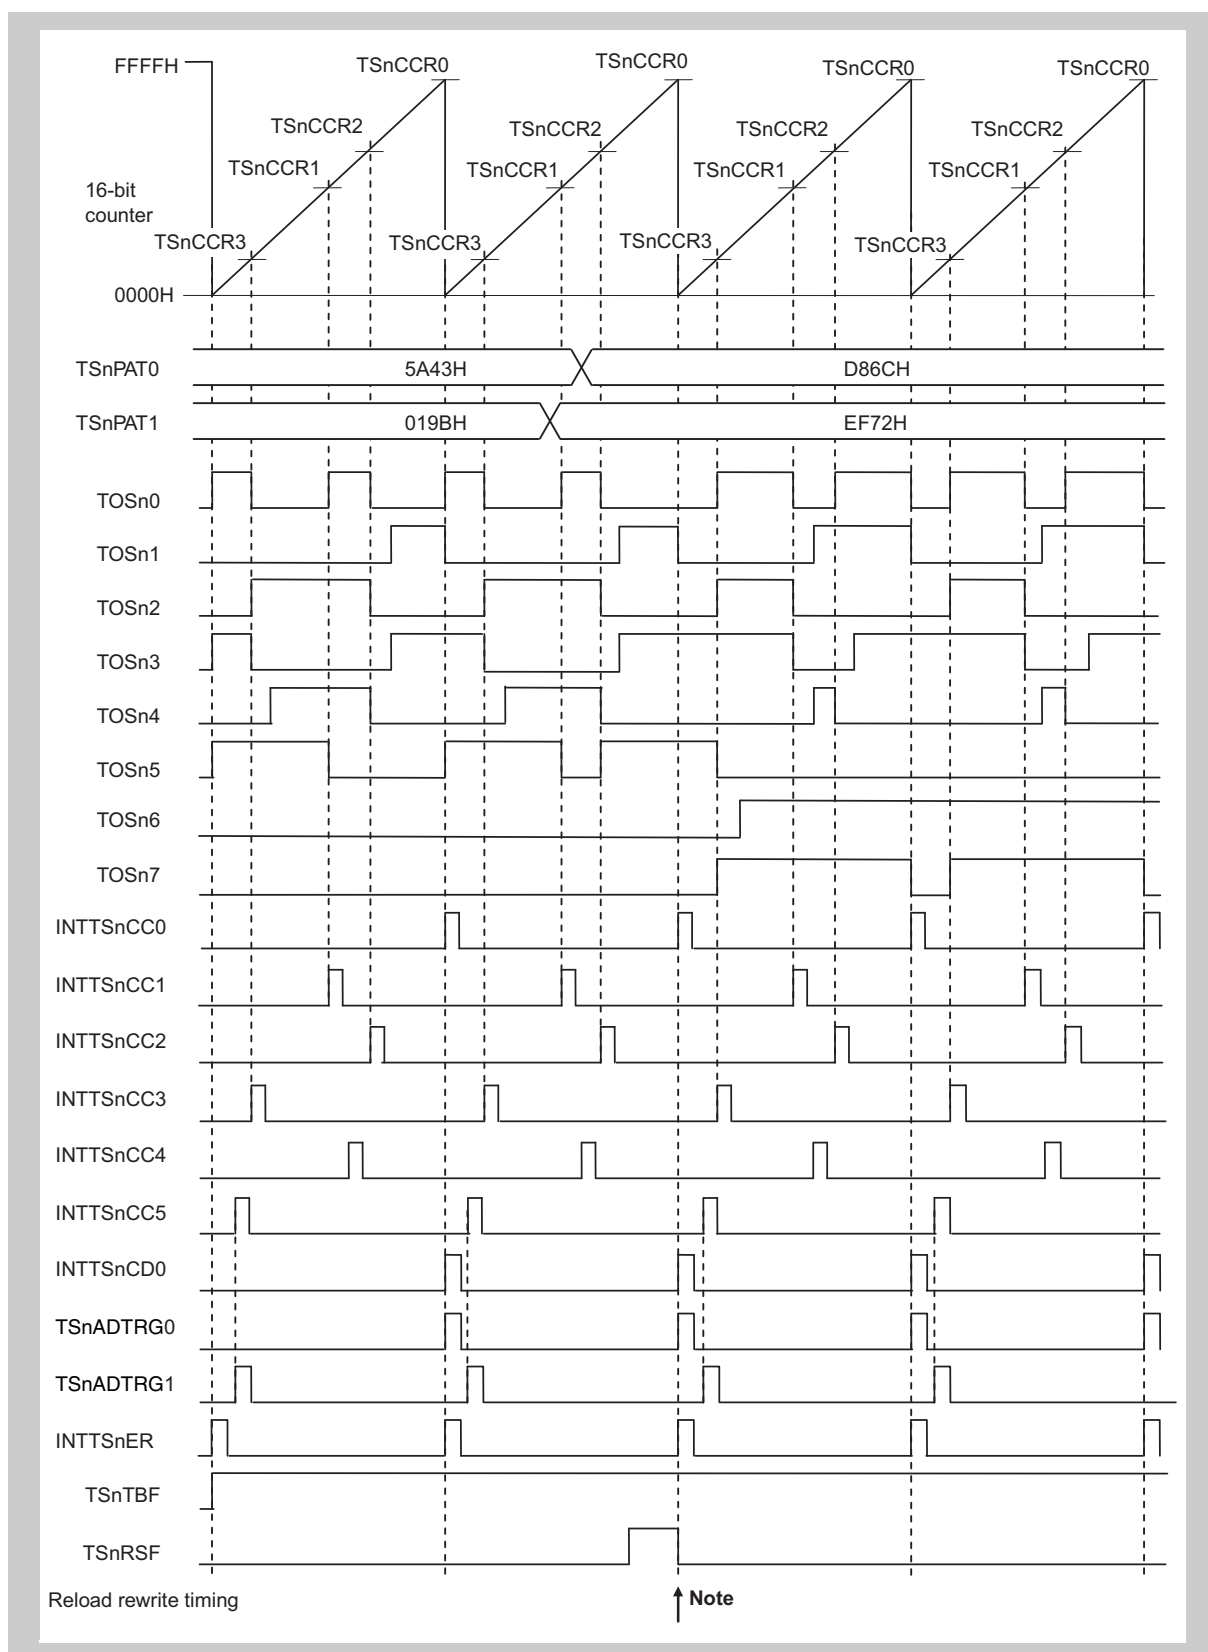 FFFFH
TSnCCR0
TSnCCR0
TSnCCR0
TSnCCR0
TSnCCR2
TSnCCR2
TSnCCR2
TSnCCR2
TSnCCR1
TSnCCR1
TSnCCR1
TSnCCR1
16-bit
counter
TSnCCR3
TSnCCR3
TSnCCR3
TSnCCR3
0000H
TSnPAT0
5A43H
D86CH
TSnPAT1
019BH
EF72H
TOSn0
TOSn1
TOSn2
TOSn3
TOSn4
TOSn5
TOSn6
TOSn7
INTTSnCC0
INTTSnCC1
INTTSnCC2
INTTSnCC3
INTTSnCC4
INTTSnCC5
INTTSnCD0
TSnADTRG0
TSnADTRG1
INTTSnER
TSnTBF
TSnRSF
Reload rewrite timing
Note